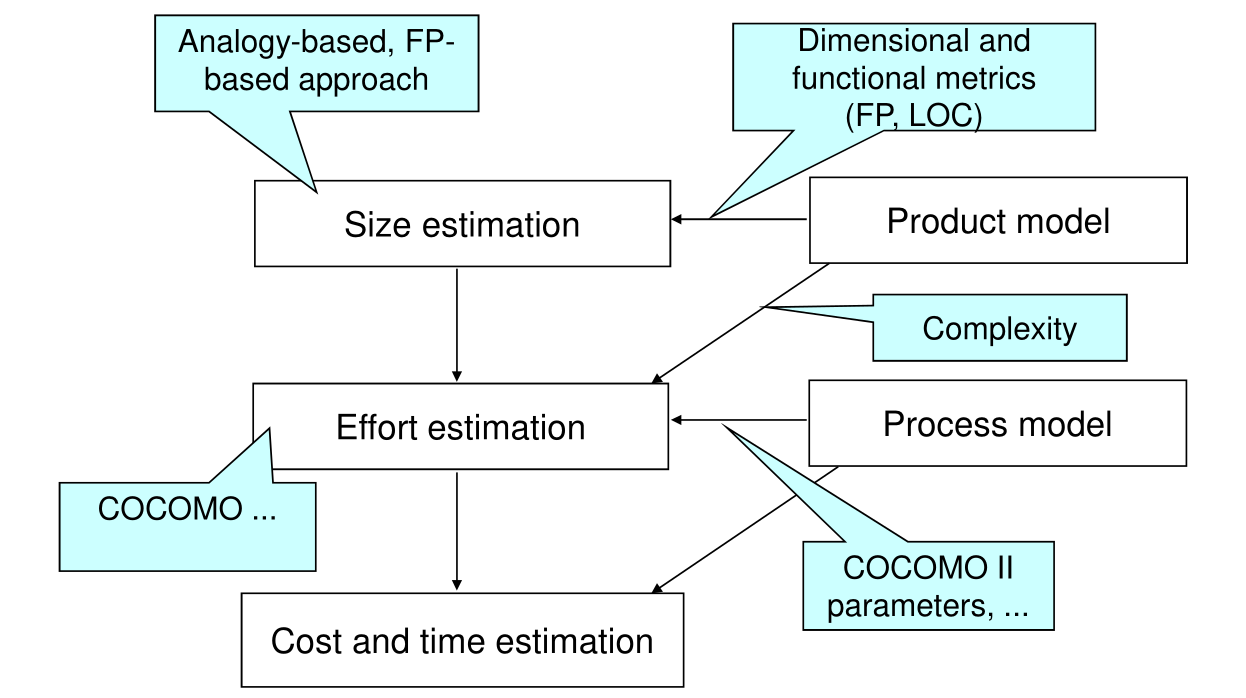 Analogy-based, FP-
based approach
Dimensional and
functional metrics
(FP, LOC)
Size estimation
Product model
Complexity
Effort estimation
Process model
COCOMO ...
COCOMO II
parameters, ...
Cost and time estimation